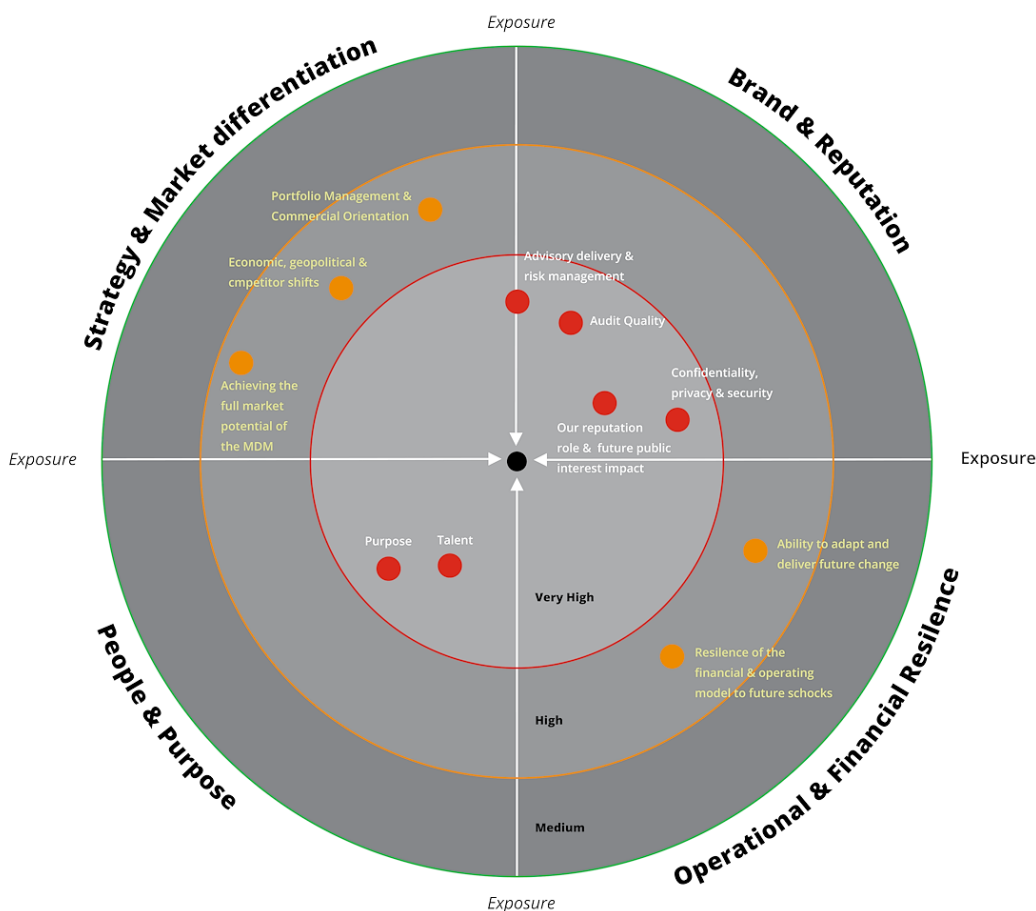 Exposure
Strategy & Market differentiation
Brand & Reputation
Portfolio Management &
Commercial Orientation
Economic, geopolitical &
cmpetitor shifts
Achieving the
full market
potential of
the MDM
Advisory delivery &
risk management
Audit Quality
Confidentiality,
privacy & security
Our reputation
role & future public
interest impact
Exposure
Exposure
Purpose
Talent
Ability to adapt and
deliver future change
Very High
Resilence of the
financial & operating
model to future schocks
High
Medium
People & Purpose
Operational & Financial Resilence
Exposure